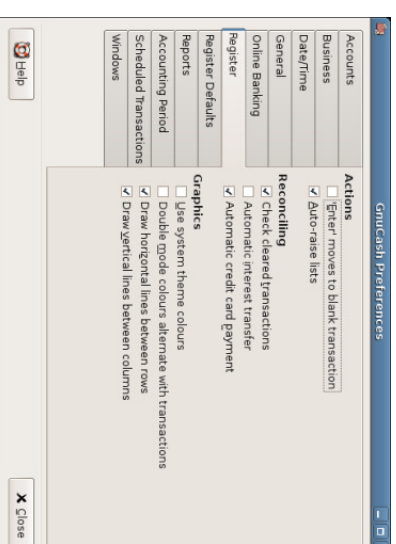 GnuCash Preferences
Accounts
Business
Date/Time
General
Online Banking
Register
Register Defaults
Reports
Accounting Period
Scheduled Transactions
Windows
Actions
'Enter' moves to blank transaction
Auto-raise lists
Reconciling
Check cleared transactions
Automatic interest transfer
Automatic credit card payment
Graphics
Use system theme colours
Double mode colours alternate with transactions
Draw horizontal lines between rows
Draw vertical lines between columns
Help
Close